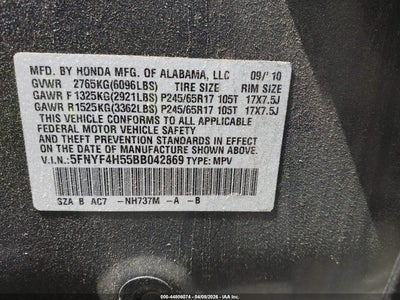 MFD. BY HONDA MFG. OF ALABAMA, LLC 09/'10
GVWR 2765KG(6096LBS) TIRE SIZE RIM SIZE
GAWR F 1325KG(2921LBS) P245/65R17 105T 17X7.5J
GAWR R 1525KG(3362LBS) P245/65R17 105T 17X7.5J
THIS VEHICLE CONFORMS TO ALL APPLICABLE
FEDERAL MOTOR VEHICLE SAFETY
AND THEFT PREVENTION STANDARDS IN EFFECT ON
THE DATE OF MANUFACTURE SHOWN ABOVE.
V.I.N.: 5FNYF4H55BB042869 TYPE: MPV
SZA B AC7 -NH737M -A -B
000-44808074 - 04/09/2026 - IAA Inc.